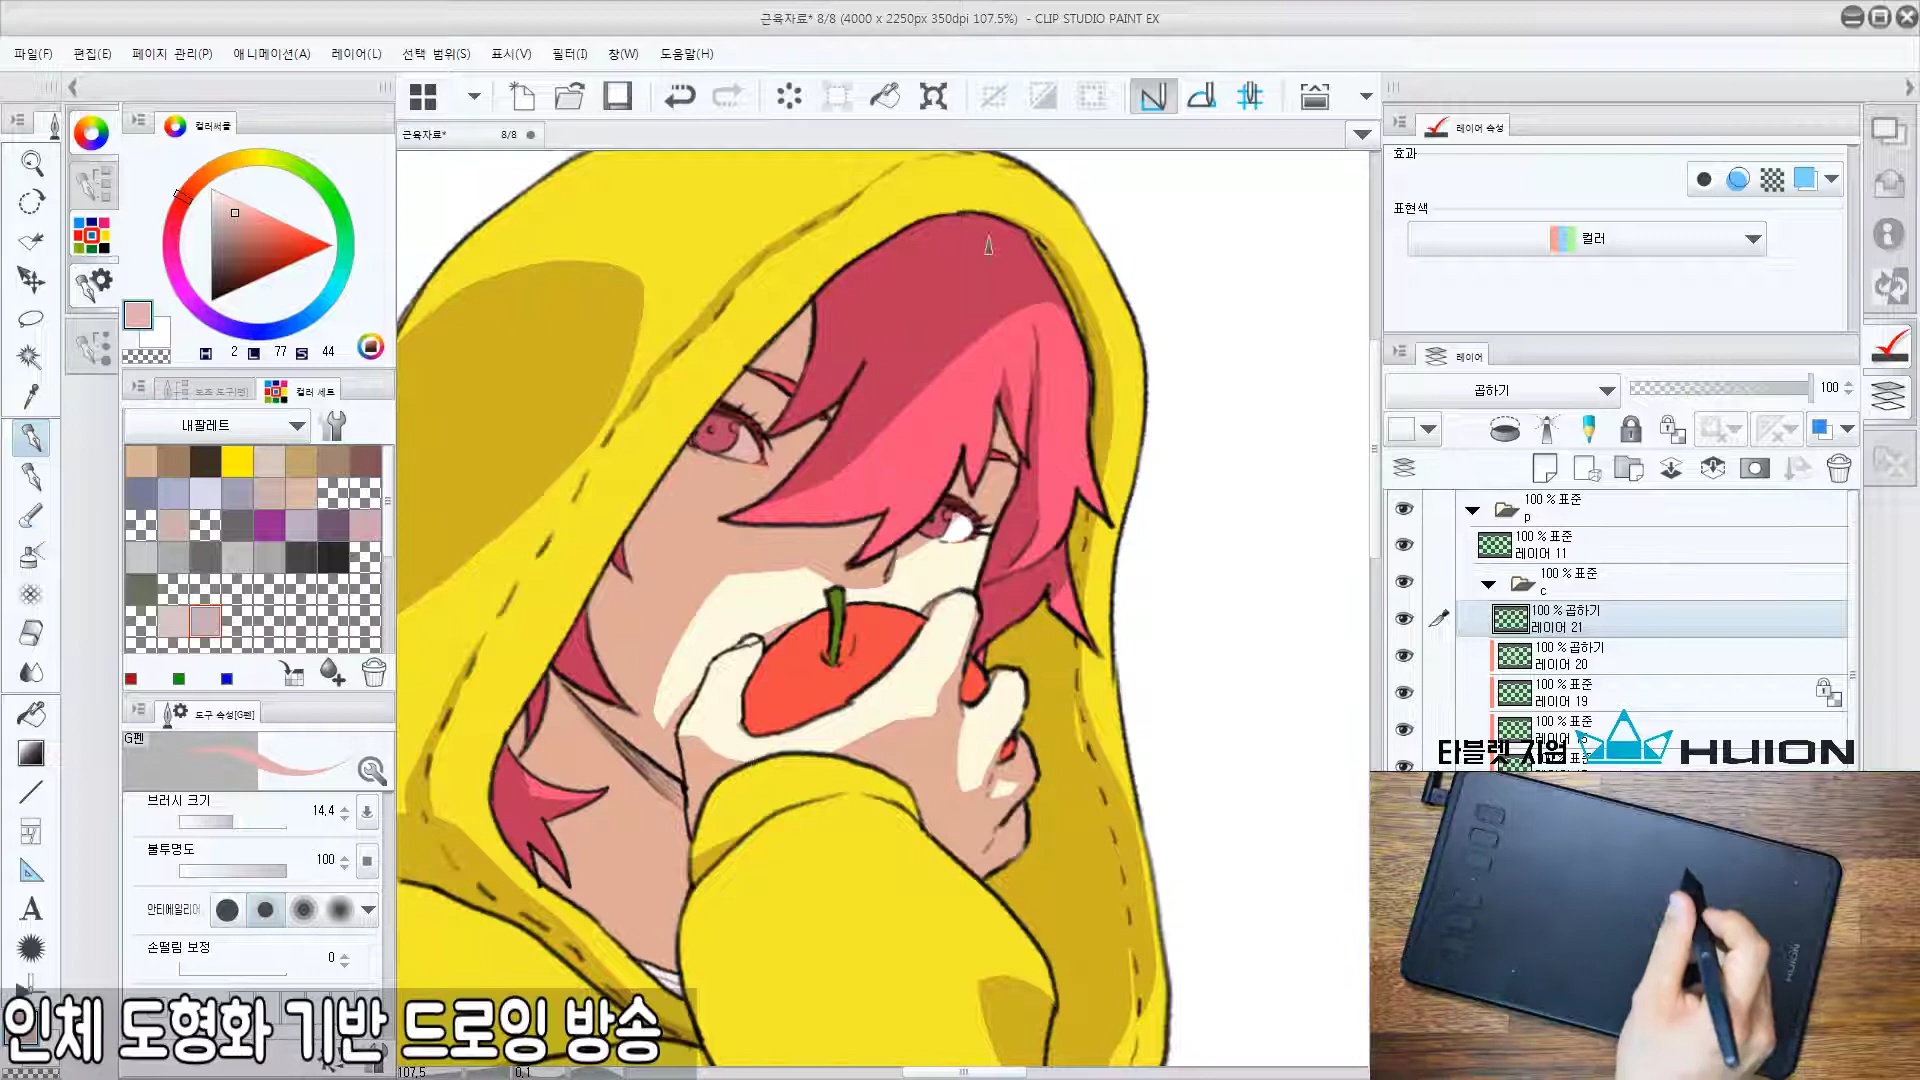 근육자료* 8/8 (4000 x 2250px 350dpi 107.5%) - CLIP STUDIO PAINT EX
파일(F) 편집(E) 페이지 관리(P) 애니메이션(A) 레이어(L) 선택 범위(S) 표시(V) 필터(I) 창(W) 도움말(H)
컬러써클
근육자료* 8/8
레이어 속성
효과
표현색
컬러
H 2 L 77 S 44
컬러 세트
내팔레트
레이어
곱하기 100
100 % 표준
p
100 % 표준
레이어 11
100 % 표준
c
100 % 곱하기
레이어 21
100 % 곱하기
레이어 20
100 % 표준
레이어 19
100 % 표준
도구 속성[G펜]
G펜
브러시 크기 14.4
불투명도 100
안티에일리어
손떨림 보정 0
타블렛 지원 HUION
HUION
인체 도형화 기반 드로잉 방송
107.5 0.1